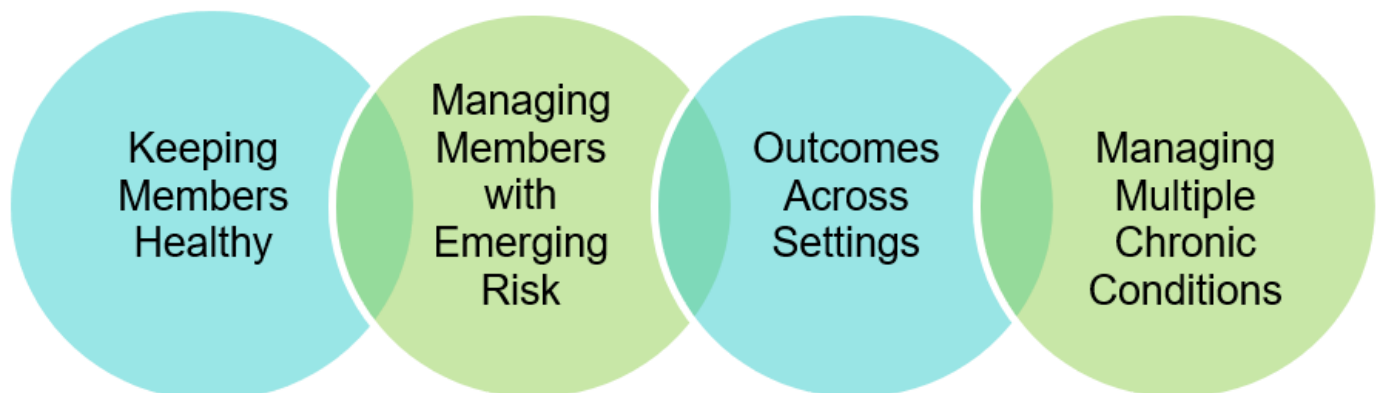 Keeping
Members
Healthy
Managing
Members
with
Emerging
Risk
Outcomes
Across
Settings
Managing
Multiple
Chronic
Conditions